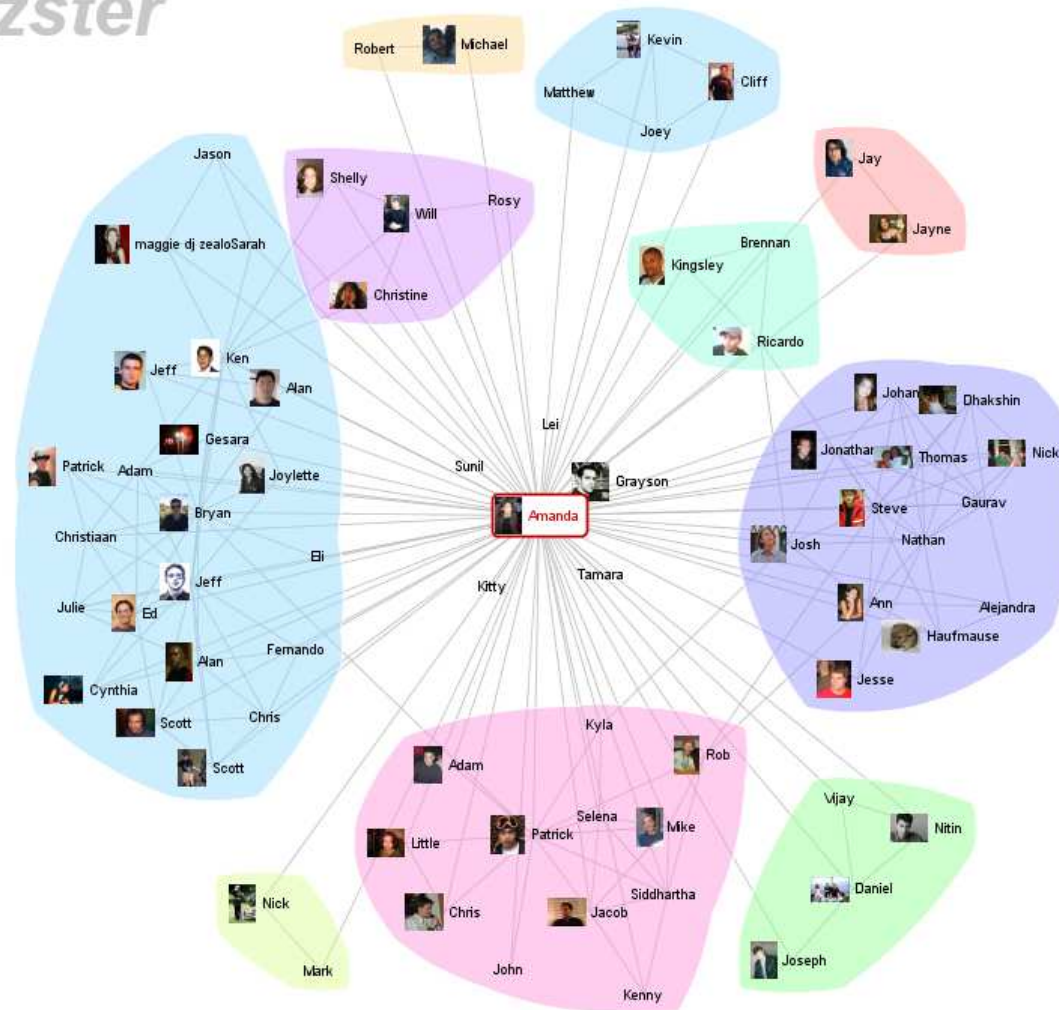 zster
Robert
Michael
Kevin
Cliff
Matthew
Joey
Jason
Jay
Shelly
Will
Rosy
Jayne
maggie dj zealoSarah
Brennan
Kingsley
Christine
Ricardo
Ken
Jeff
Alan
Johan
Dhakshin
Lei
Gesara
Jonathar
Thomas
Nick
Patrick
Adam
Sunil
Joylette
Grayson
Gaurav
Bryan
Amanda
Steve
Christiaan
Josh
Nathan
Eli
Jeff
Kitty
Tamara
Julie
Ed
Ann
Alejandra
Haufmause
Fernando
Alan
Jesse
Cynthia
Scott
Chris
Kyla
Rob
Scott
Adam
Vijay
Selena
Mike
Nitin
Little
Patrick
Daniel
Siddhartha
Nick
Chris
Jacob
Joseph
Mark
John
Kenny